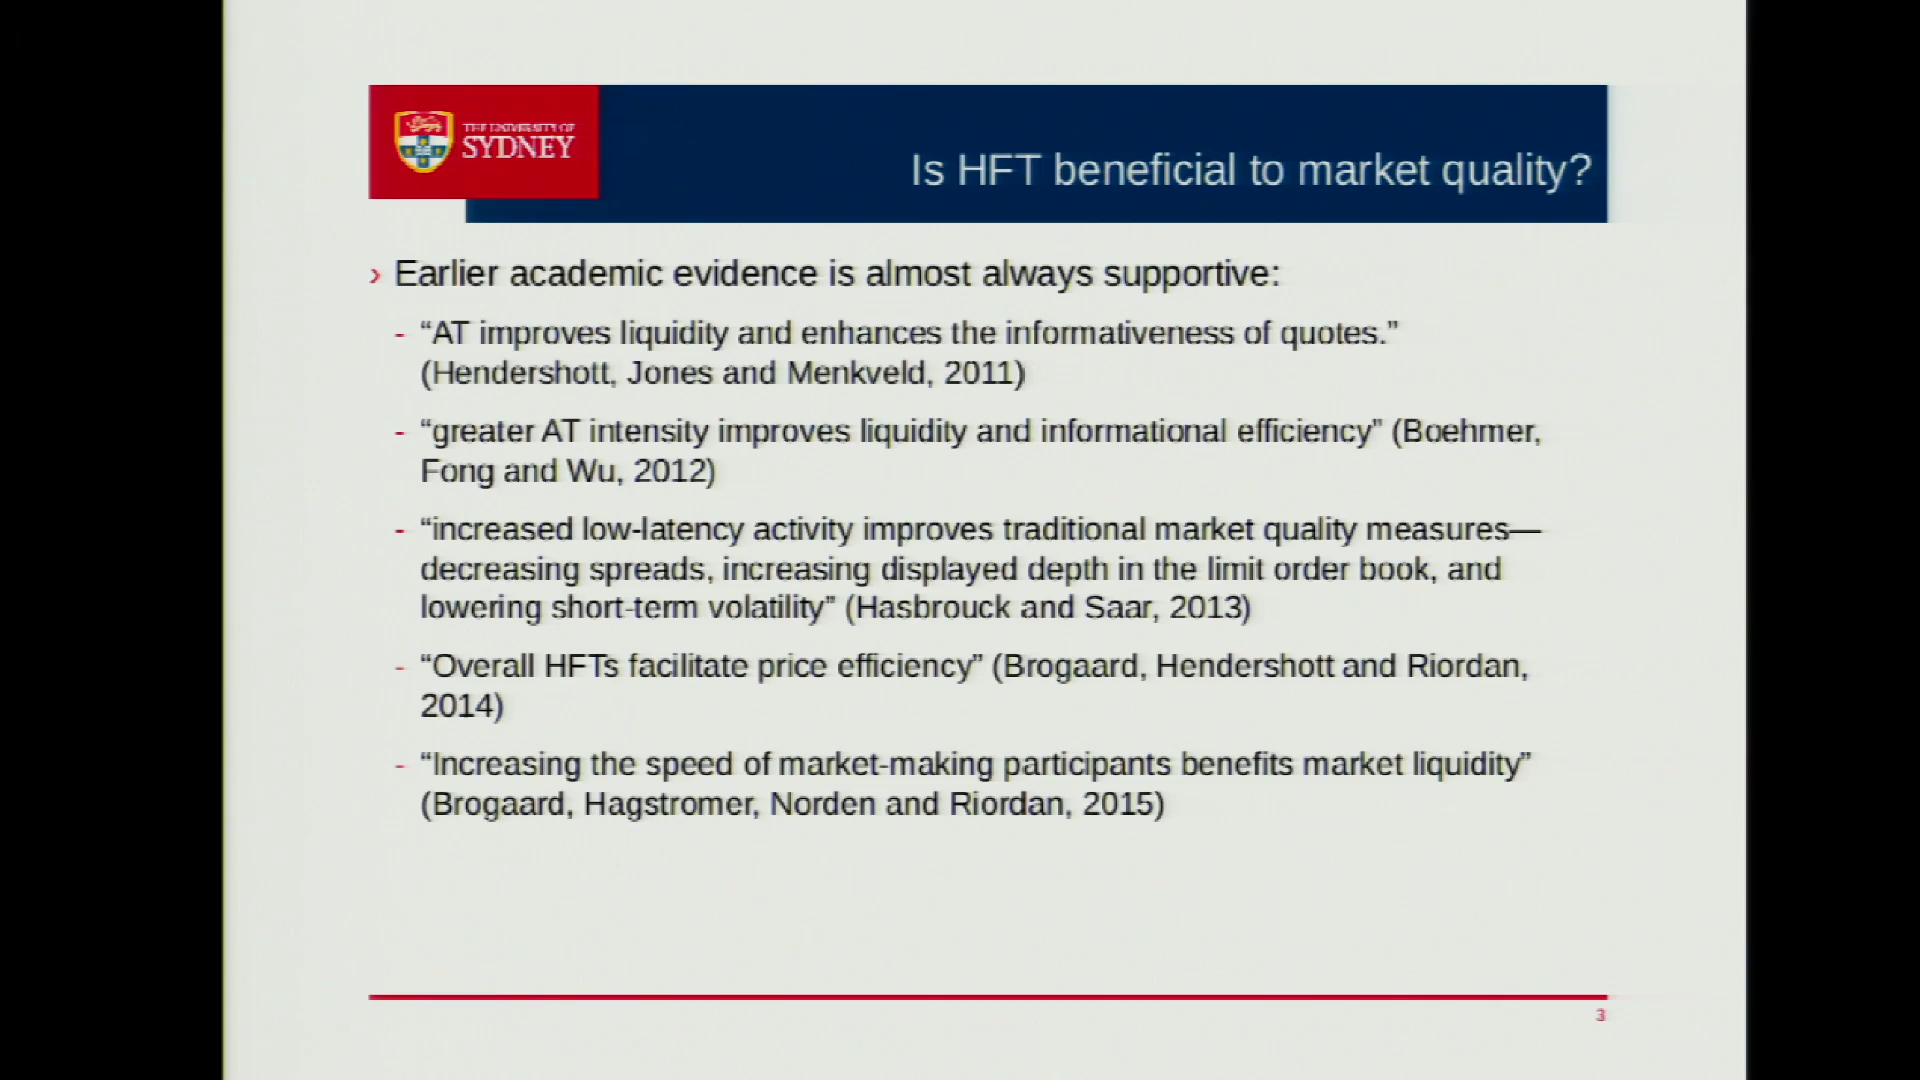 THE UNIVERSITY OF
SYDNEY
Is HFT beneficial to market quality?
› Earlier academic evidence is almost always supportive:
- “AT improves liquidity and enhances the informativeness of quotes.”
(Hendershott, Jones and Menkveld, 2011)
- “greater AT intensity improves liquidity and informational efficiency” (Boehmer,
Fong and Wu, 2012)
- “increased low-latency activity improves traditional market quality measures—
decreasing spreads, increasing displayed depth in the limit order book, and
lowering short-term volatility” (Hasbrouck and Saar, 2013)
- “Overall HFTs facilitate price efficiency” (Brogaard, Hendershott and Riordan,
2014)
- “Increasing the speed of market-making participants benefits market liquidity”
(Brogaard, Hagstromer, Norden and Riordan, 2015)
3